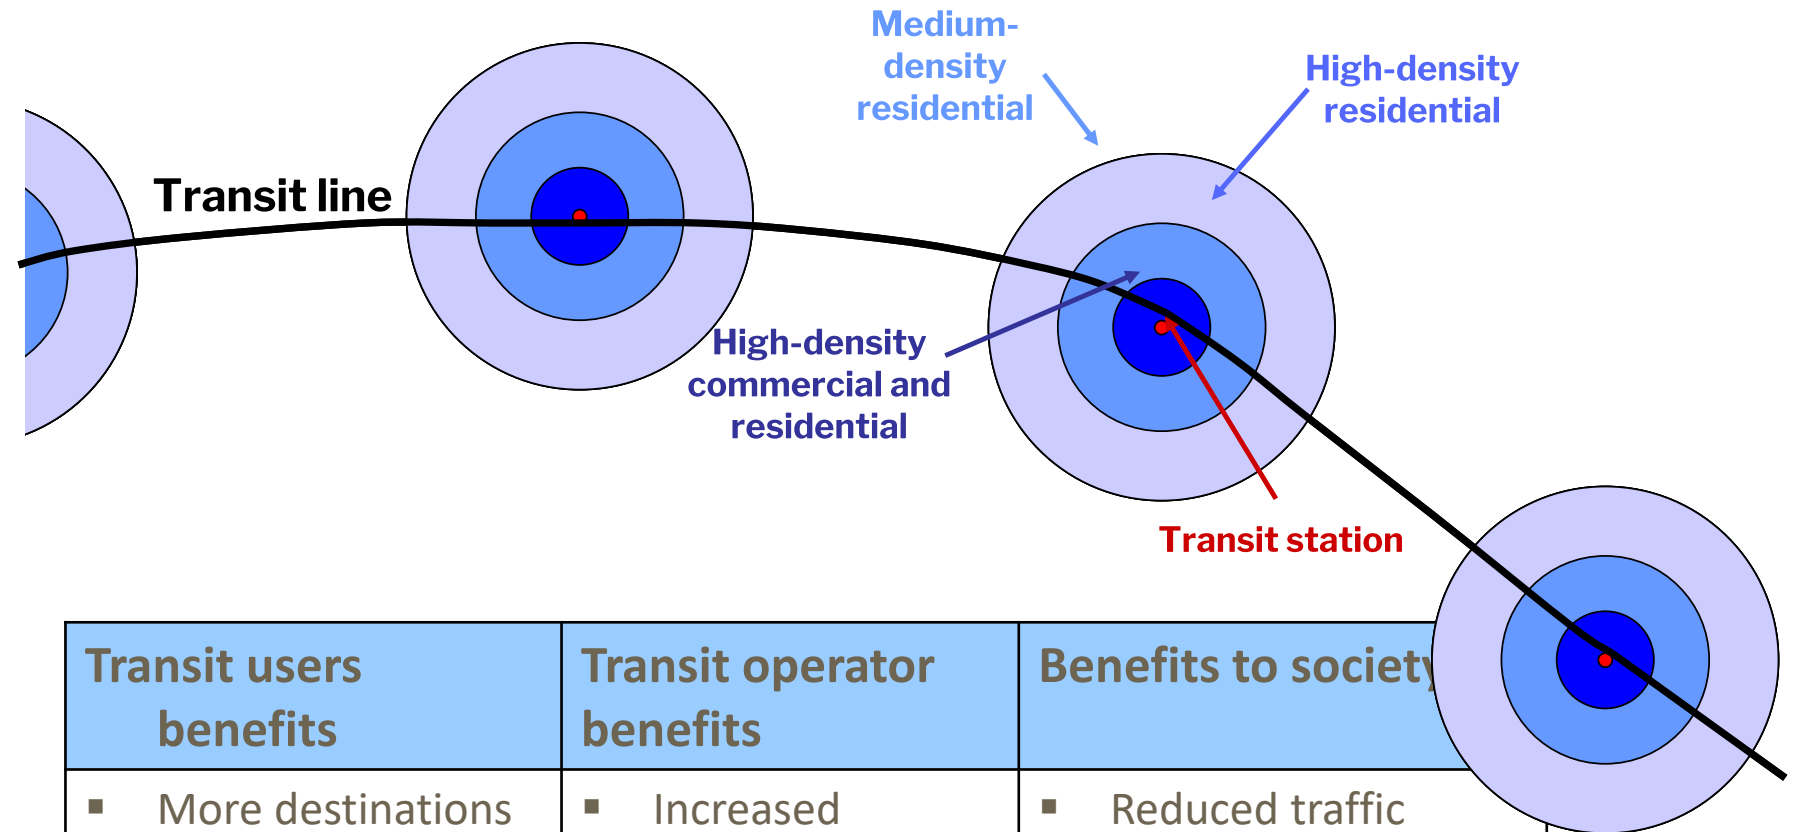 Medium-
density
residential
High-density
residential
Transit line
High-density
commercial and
residential
Transit station
Transit users
benefits
Transit operator
benefits
Benefits to society
▪ More destinations
▪ Increased
▪ Reduced traffic